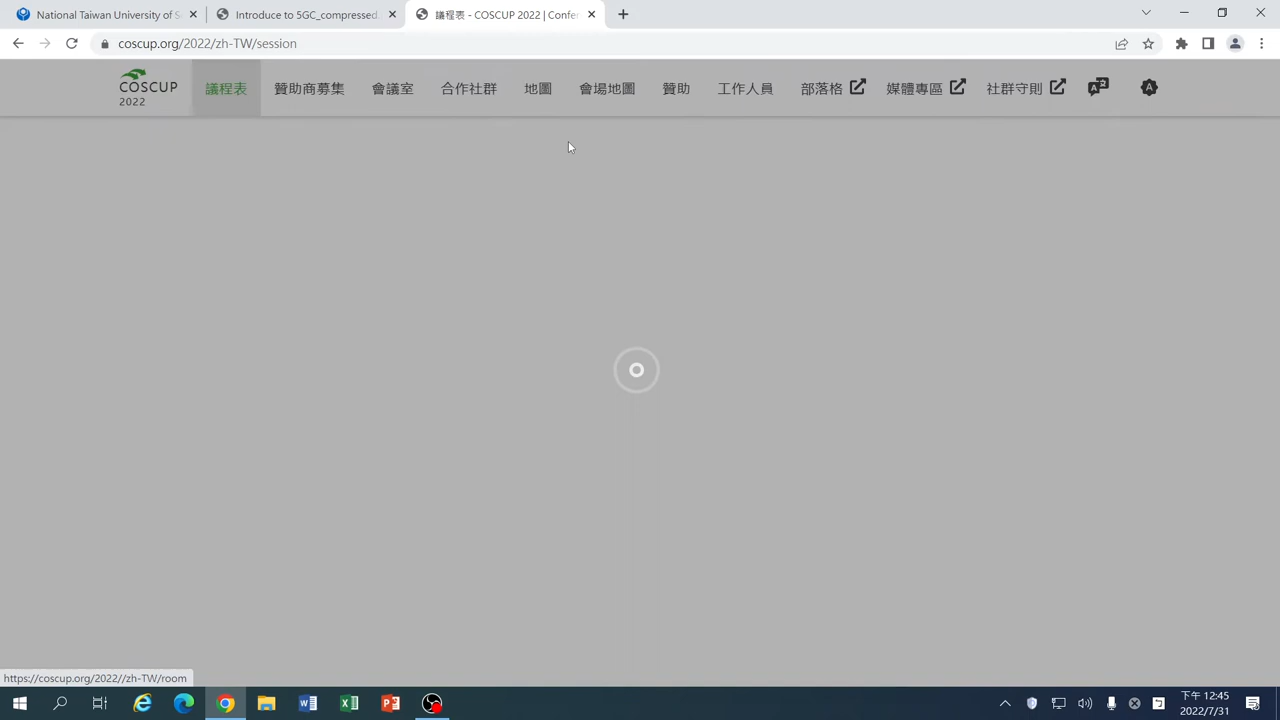 National Taiwan University of S
Introduce to 5GC_compressed.
議程表 - COSCUP 2022 | Confer
coscup.org/2022/zh-TW/session
COSCUP
2022
議程表
贊助商募集
會議室
合作社群
地圖
會場地圖
贊助
工作人員
部落格
媒體專區
社群守則
https://coscup.org/2022//zh-TW/room
下午 12:45
2022/7/31